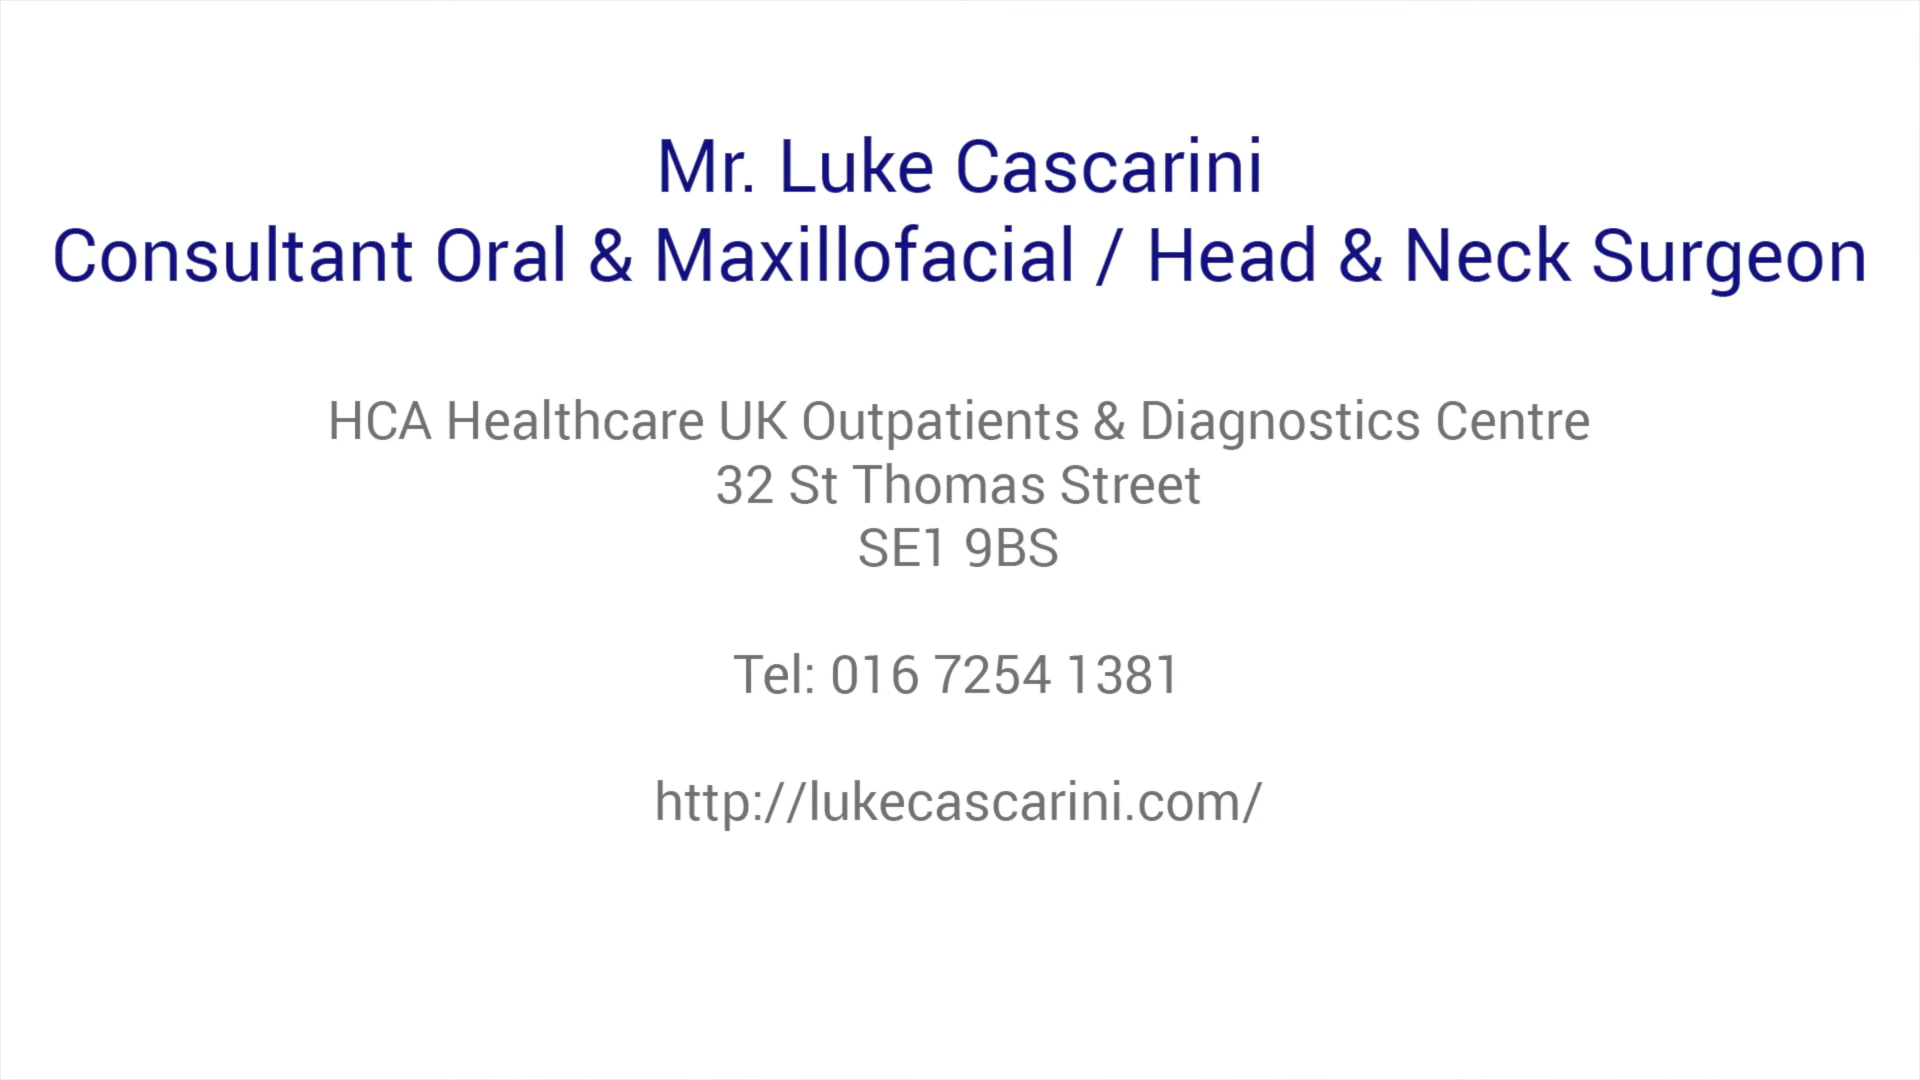 Mr. Luke Cascarini
Consultant Oral & Maxillofacial / Head & Neck Surgeon
HCA Healthcare UK Outpatients & Diagnostics Centre
32 St Thomas Street
SE1 9BS
Tel: 016 7254 1381
http://lukecascarini.com/